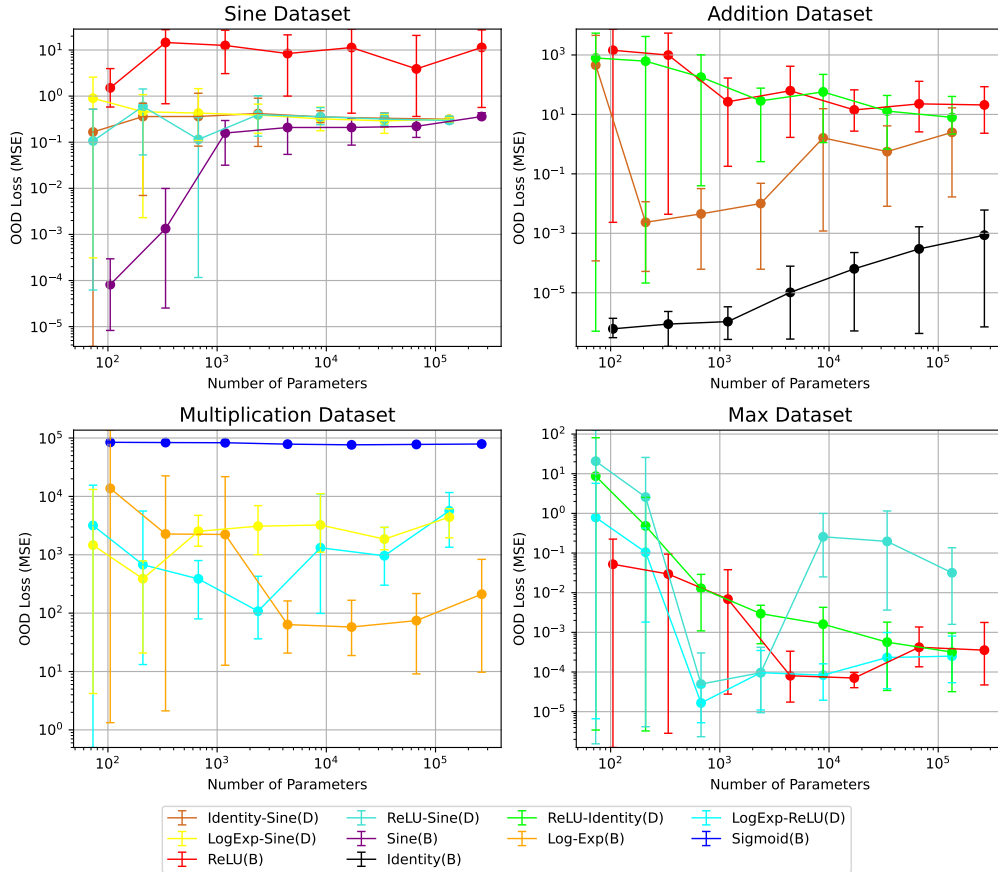 Sine Dataset
OOD Loss (MSE)
10^1
10^0
10^−1
10^−2
10^−3
10^−4
10^−5
10^2 10^3 10^4 10^5
Number of Parameters
Addition Dataset
OOD Loss (MSE)
10^3
10^1
10^−1
10^−3
10^−5
10^2 10^3 10^4 10^5
Number of Parameters
Multiplication Dataset
OOD Loss (MSE)
10^5
10^4
10^3
10^2
10^1
10^0
10^2 10^3 10^4 10^5
Number of Parameters
Max Dataset
OOD Loss (MSE)
10^2
10^1
10^0
10^−1
10^−2
10^−3
10^−4
10^−5
10^2 10^3 10^4 10^5
Number of Parameters
Identity-Sine(D) ReLU-Sine(D) ReLU-Identity(D) LogExp-ReLU(D)
LogExp-Sine(D) Sine(B) Log-Exp(B) Sigmoid(B)
ReLU(B) Identity(B)